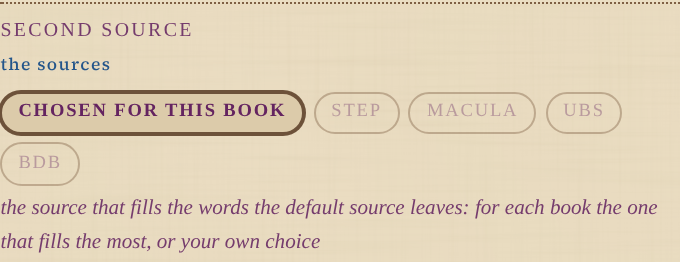 SECOND SOURCE
the sources
CHOSEN FOR THIS BOOK STEP MACULA UBS
BDB
the source that fills the words the default source leaves: for each book the one
that fills the most, or your own choice